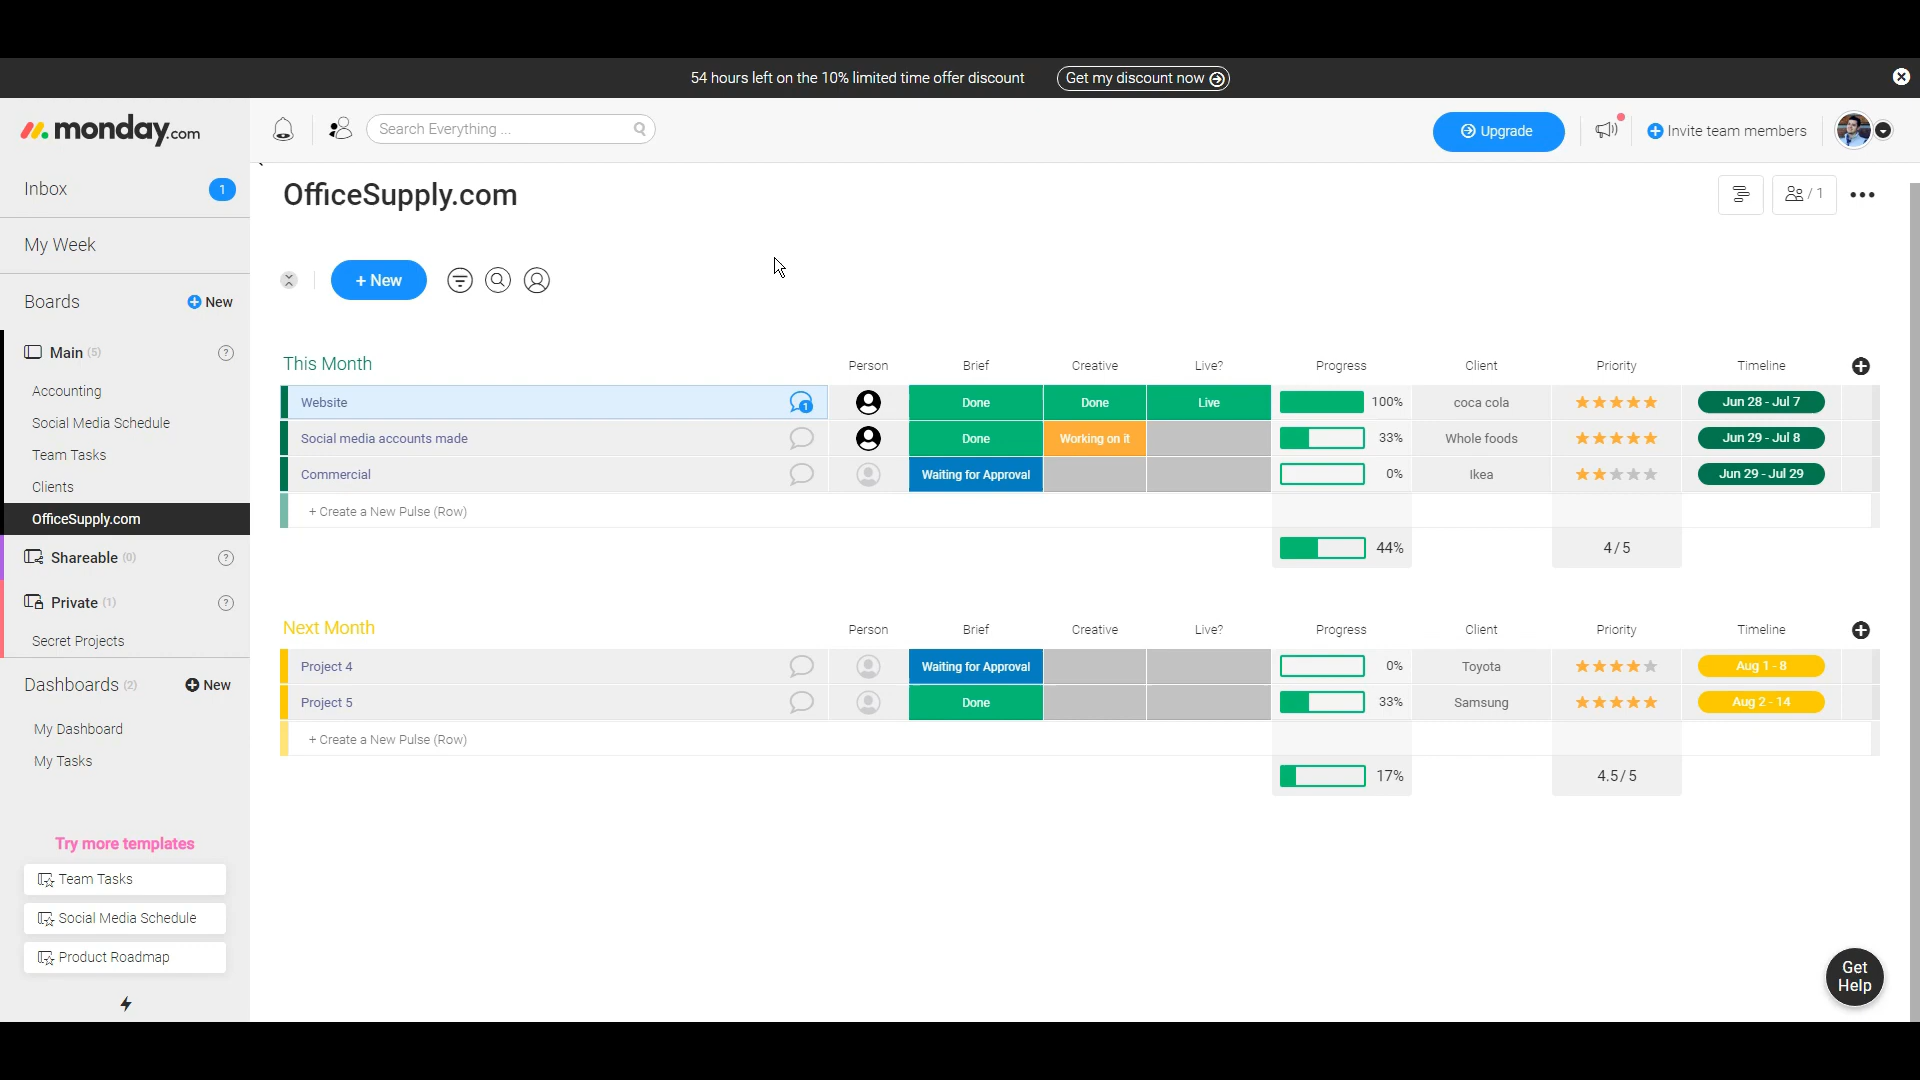 54 hours left on the 10% limited time offer discount Get my discount now
monday.com
Search Everything ...
Upgrade
Invite team members
Inbox 1
My Week
Boards New
Main (5) ?
Accounting
Social Media Schedule
Team Tasks
Clients
OfficeSupply.com
Shareable (0) ?
Private (1) ?
Secret Projects
Dashboards (2) New
My Dashboard
My Tasks
Try more templates
Team Tasks
Social Media Schedule
Product Roadmap
OfficeSupply.com
/ 1
+ New
This Month Person Brief Creative Live? Progress Client Priority Timeline
Website 1 Done Done Live 100% coca cola Jun 28 - Jul 7
Social media accounts made Done Working on it 33% Whole foods Jun 29 - Jul 8
Commercial Waiting for Approval 0% Ikea Jun 29 - Jul 29
+ Create a New Pulse (Row)
44% 4 / 5
Next Month Person Brief Creative Live? Progress Client Priority Timeline
Project 4 Waiting for Approval 0% Toyota Aug 1 - 8
Project 5 Done 33% Samsung Aug 2 - 14
+ Create a New Pulse (Row)
17% 4.5 / 5
Get
Help